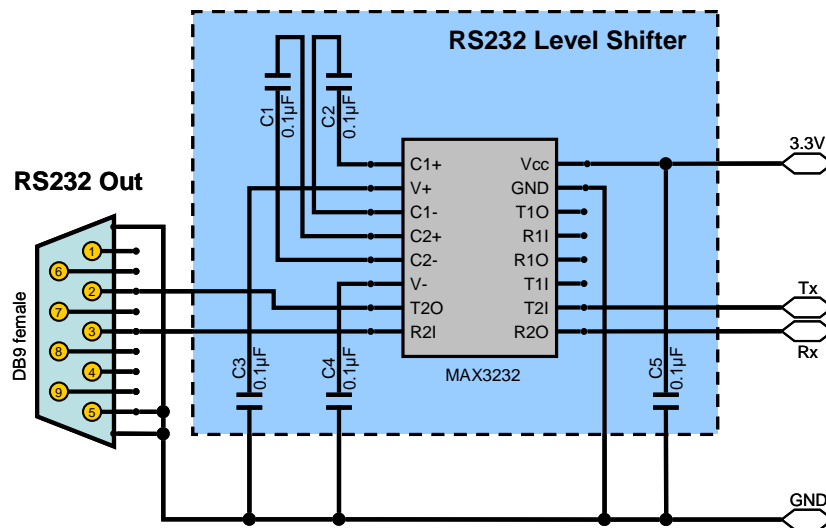 RS232 Level Shifter
C1
0.1µF
C2
0.1µF
3.3V
RS232 Out
C1+
V+
C1-
C2+
C2-
V-
T2O
R2I
Vcc
GND
T1O
R1I
R1O
T1I
T2I
R2O
MAX3232
Tx
Rx
DB9 female
1
6
2
7
3
8
4
9
5
C3
0.1µF
C4
0.1µF
C5
0.1µF
GND